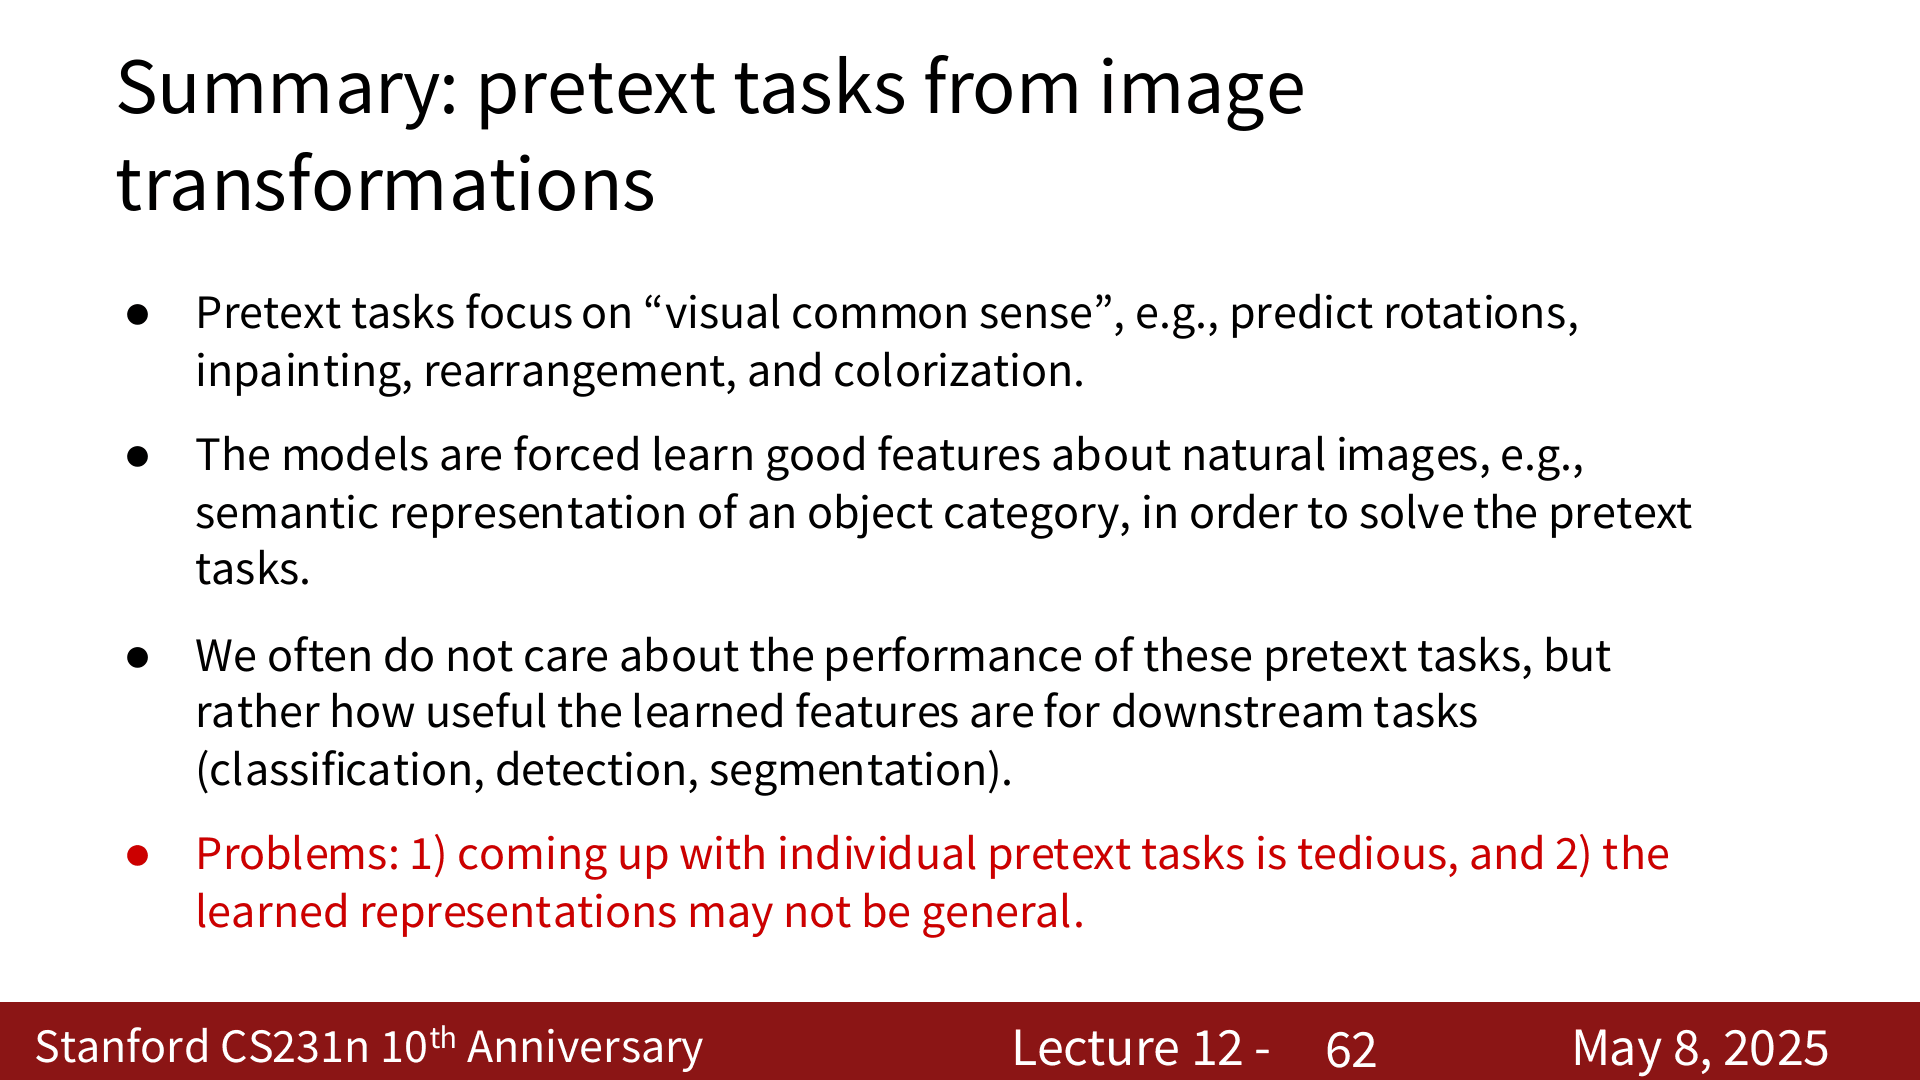 Summary: pretext tasks from image
transformations
● Pretext tasks focus on “visual common sense”, e.g., predict rotations,
inpainting, rearrangement, and colorization.
● The models are forced learn good features about natural images, e.g.,
semantic representation of an object category, in order to solve the pretext
tasks.
● We often do not care about the performance of these pretext tasks, but
rather how useful the learned features are for downstream tasks
(classification, detection, segmentation).
● Problems: 1) coming up with individual pretext tasks is tedious, and 2) the
learned representations may not be general.
Stanford CS231n 10th Anniversary Lecture 12 - 62 May 8, 2025